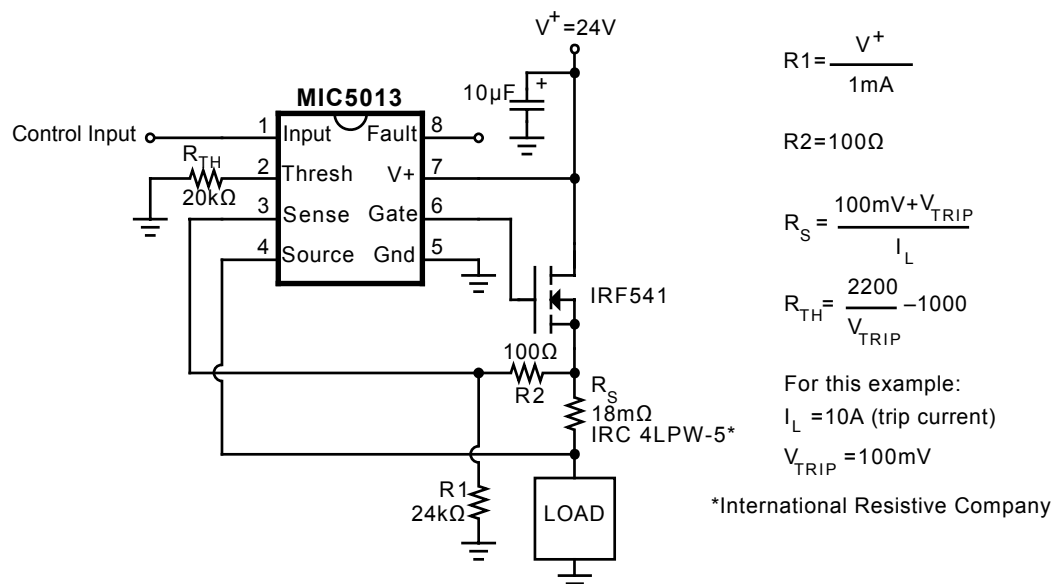 V+=24V
10µF
+
MIC5013
Control Input
1
Input
Fault
8
RTH
20kΩ
2
Thresh
V+
7
3
Sense
Gate
6
4
Source
Gnd
5
IRF541
100Ω
R2
RS
18mΩ
IRC 4LPW-5*
R1
24kΩ
LOAD
R1= V+ / 1mA
R2=100Ω
RS = 100mV+VTRIP / IL
RTH= 2200 / VTRIP –1000
For this example:
IL =10A (trip current)
VTRIP =100mV
*International Resistive Company